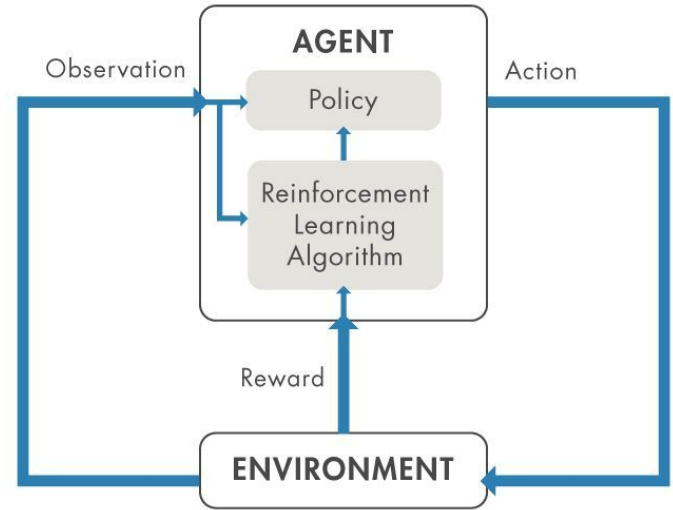 AGENT
Observation
Action
Policy
Reinforcement
Learning
Algorithm
Reward
ENVIRONMENT